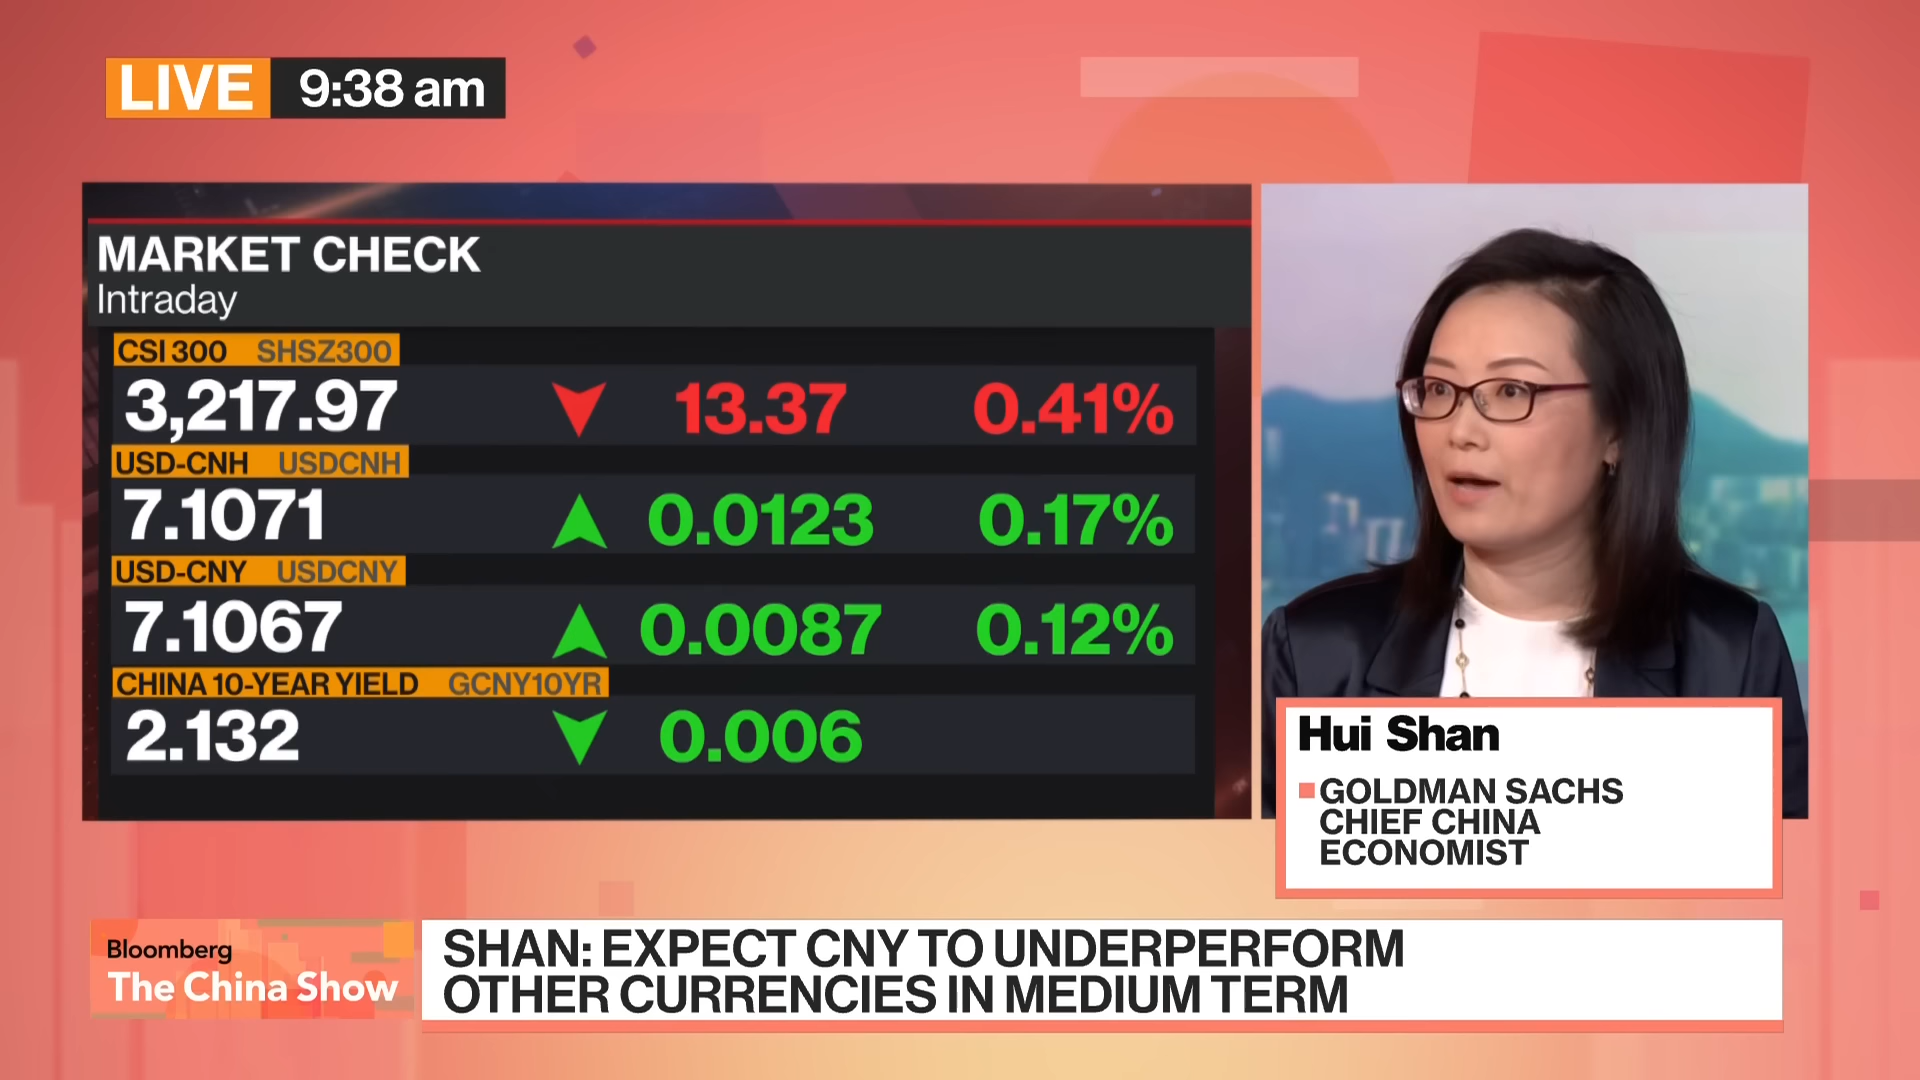 LIVE 9:38 am
MARKET CHECK
Intraday
CSI 300 SHSZ300
3,217.97 13.37 0.41%
USD-CNH USDCNH
7.1071 0.0123 0.17%
USD-CNY USDCNY
7.1067 0.0087 0.12%
CHINA 10-YEAR YIELD GCNY10YR
2.132 0.006
Hui Shan
GOLDMAN SACHS
CHIEF CHINA
ECONOMIST
Bloomberg
The China Show
SHAN: EXPECT CNY TO UNDERPERFORM
OTHER CURRENCIES IN MEDIUM TERM